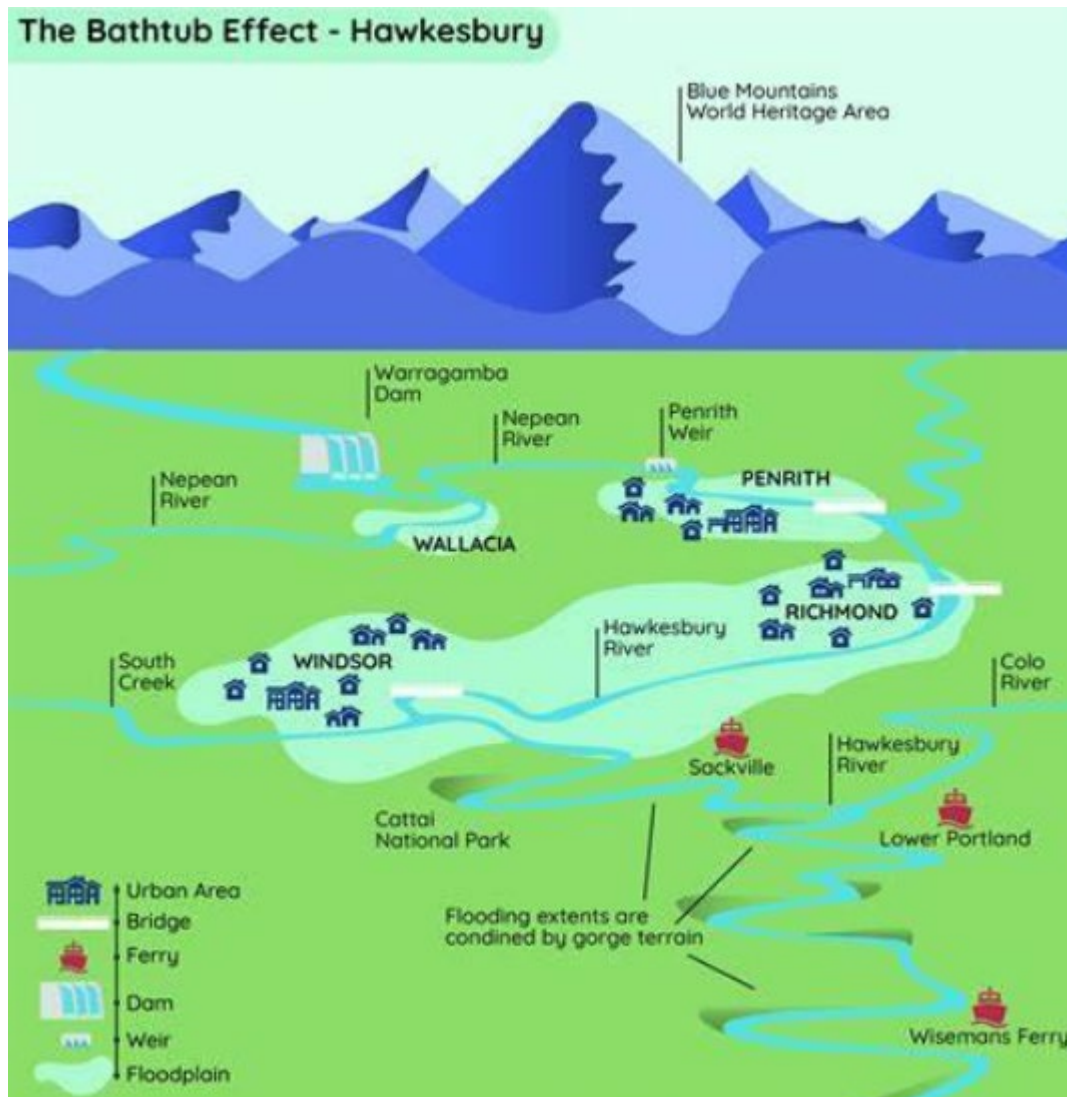 The Bathtub Effect - Hawkesbury
Blue Mountains
World Heritage Area
Warragamba
Dam
Nepean
River
Penrith
Weir
Nepean
River
PENRITH
WALLACIA
RICHMOND
Hawkesbury
River
WINDSOR
South
Creek
Colo
River
Sackville
Hawkesbury
River
Cattai
National Park
Lower Portland
Flooding extents are
condined by gorge terrain
Wisemans Ferry
Urban Area
Bridge
Ferry
Dam
Weir
Floodplain